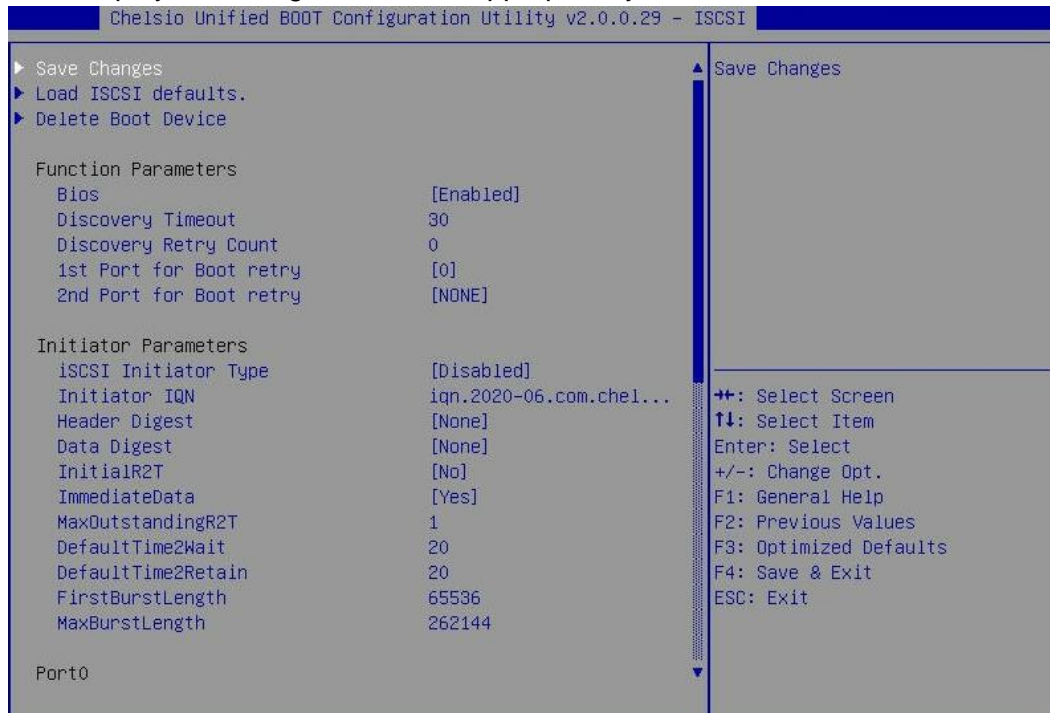 Chelsio Unified BOOT Configuration Utility v2.0.0.29 - ISCSI
Save Changes
Load ISCSI defaults.
Delete Boot Device
Function Parameters
Bios [Enabled]
Discovery Timeout 30
Discovery Retry Count 0
1st Port for Boot retry [0]
2nd Port for Boot retry [NONE]
Initiator Parameters
iSCSI Initiator Type [Disabled]
Initiator IQN iqn.2020-06.com.chel...
Header Digest [None]
Data Digest [None]
InitialR2T [No]
ImmediateData [Yes]
MaxOutstandingR2T 1
DefaultTime2Wait 20
DefaultTime2Retain 20
FirstBurstLength 65536
MaxBurstLength 262144
Port0
Save Changes
→←: Select Screen
↑↓: Select Item
Enter: Select
+/-: Change Opt.
F1: General Help
F2: Previous Values
F3: Optimized Defaults
F4: Save & Exit
ESC: Exit